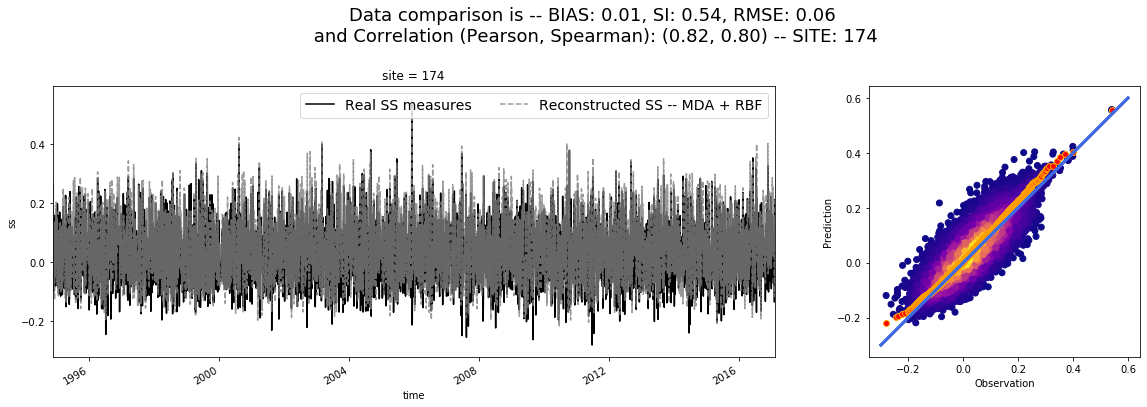 Data comparison is -- BIAS: 0.01, SI: 0.54, RMSE: 0.06
and Correlation (Pearson, Spearman): (0.82, 0.80) -- SITE: 174
site = 174
Real SS measures
Reconstructed SS -- MDA + RBF
ss
0.4
0.2
0.0
−0.2
1996
2000
2004
2008
2012
2016
time
Prediction
0.6
0.4
0.2
0.0
−0.2
−0.2
0.0
0.2
0.4
0.6
Observation